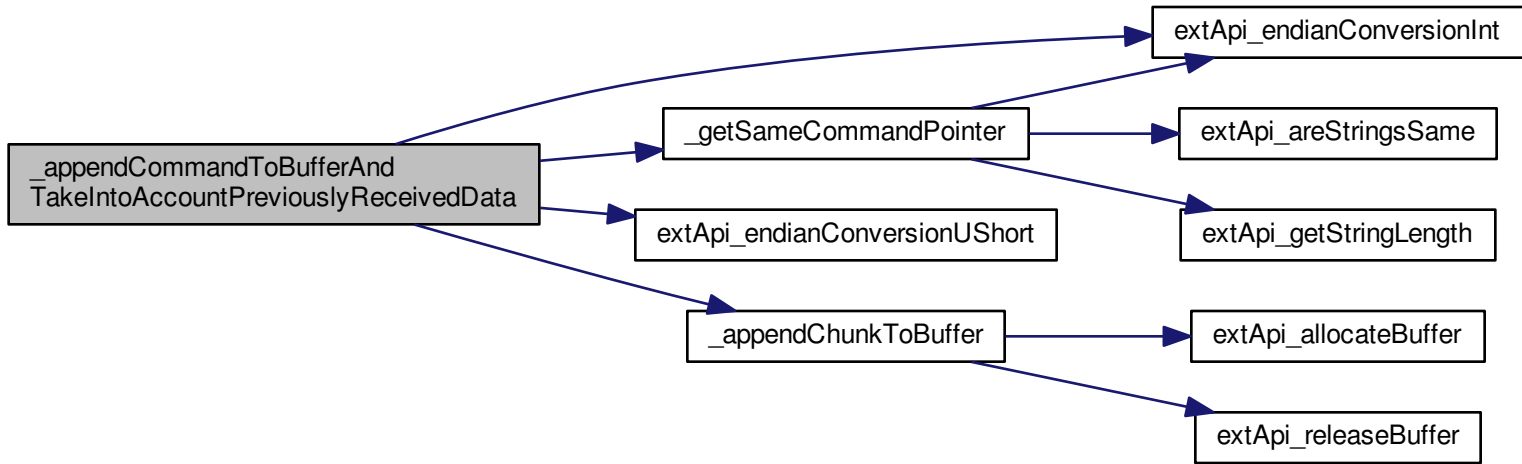 _appendCommandToBufferAnd
TakeIntoAccountPreviouslyReceivedData
extApi_endianConversionInt
_getSameCommandPointer
extApi_areStringsSame
extApi_getStringLength
extApi_endianConversionUShort
_appendChunkToBuffer
extApi_allocateBuffer
extApi_releaseBuffer